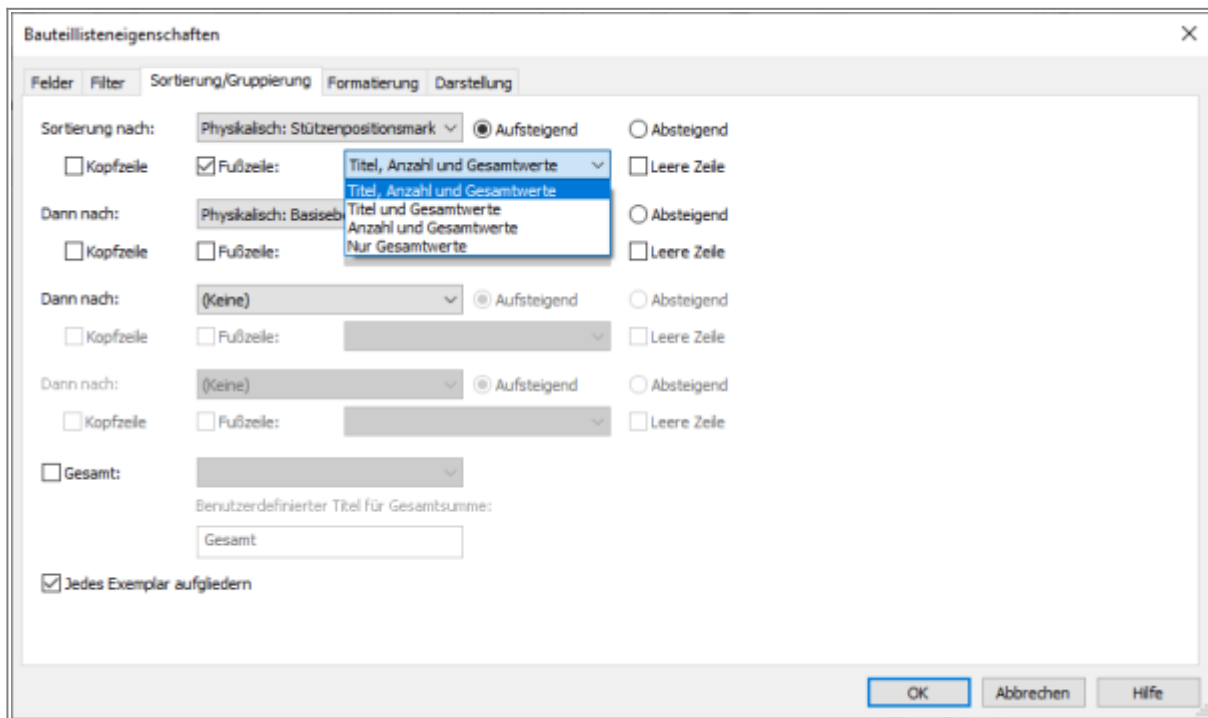 Bauteillisteneigenschaften
Felder Filter Sortierung/Gruppierung Formatierung Darstellung
Sortierung nach: Physikalisch: Stützenpositionsmark Aufsteigend Absteigend
Kopfzeile Fußzeile: Titel, Anzahl und Gesamtwerte Leere Zeile
Titel, Anzahl und Gesamtwerte
Titel und Gesamtwerte
Dann nach: Physikalisch: Absteigend
Anzahl und Gesamtwerte
Nur Gesamtwerte
Kopfzeile Fußzeile: Leere Zeile
Dann nach: (Keine) Aufsteigend Absteigend
Kopfzeile Fußzeile: Leere Zeile
Dann nach: (Keine) Aufsteigend Absteigend
Kopfzeile Fußzeile: Leere Zeile
Gesamt:
Benutzerdefinierter Titel für Gesamtsumme:
Gesamt
Jedes Exemplar aufgliedern
OK Abbrechen Hilfe